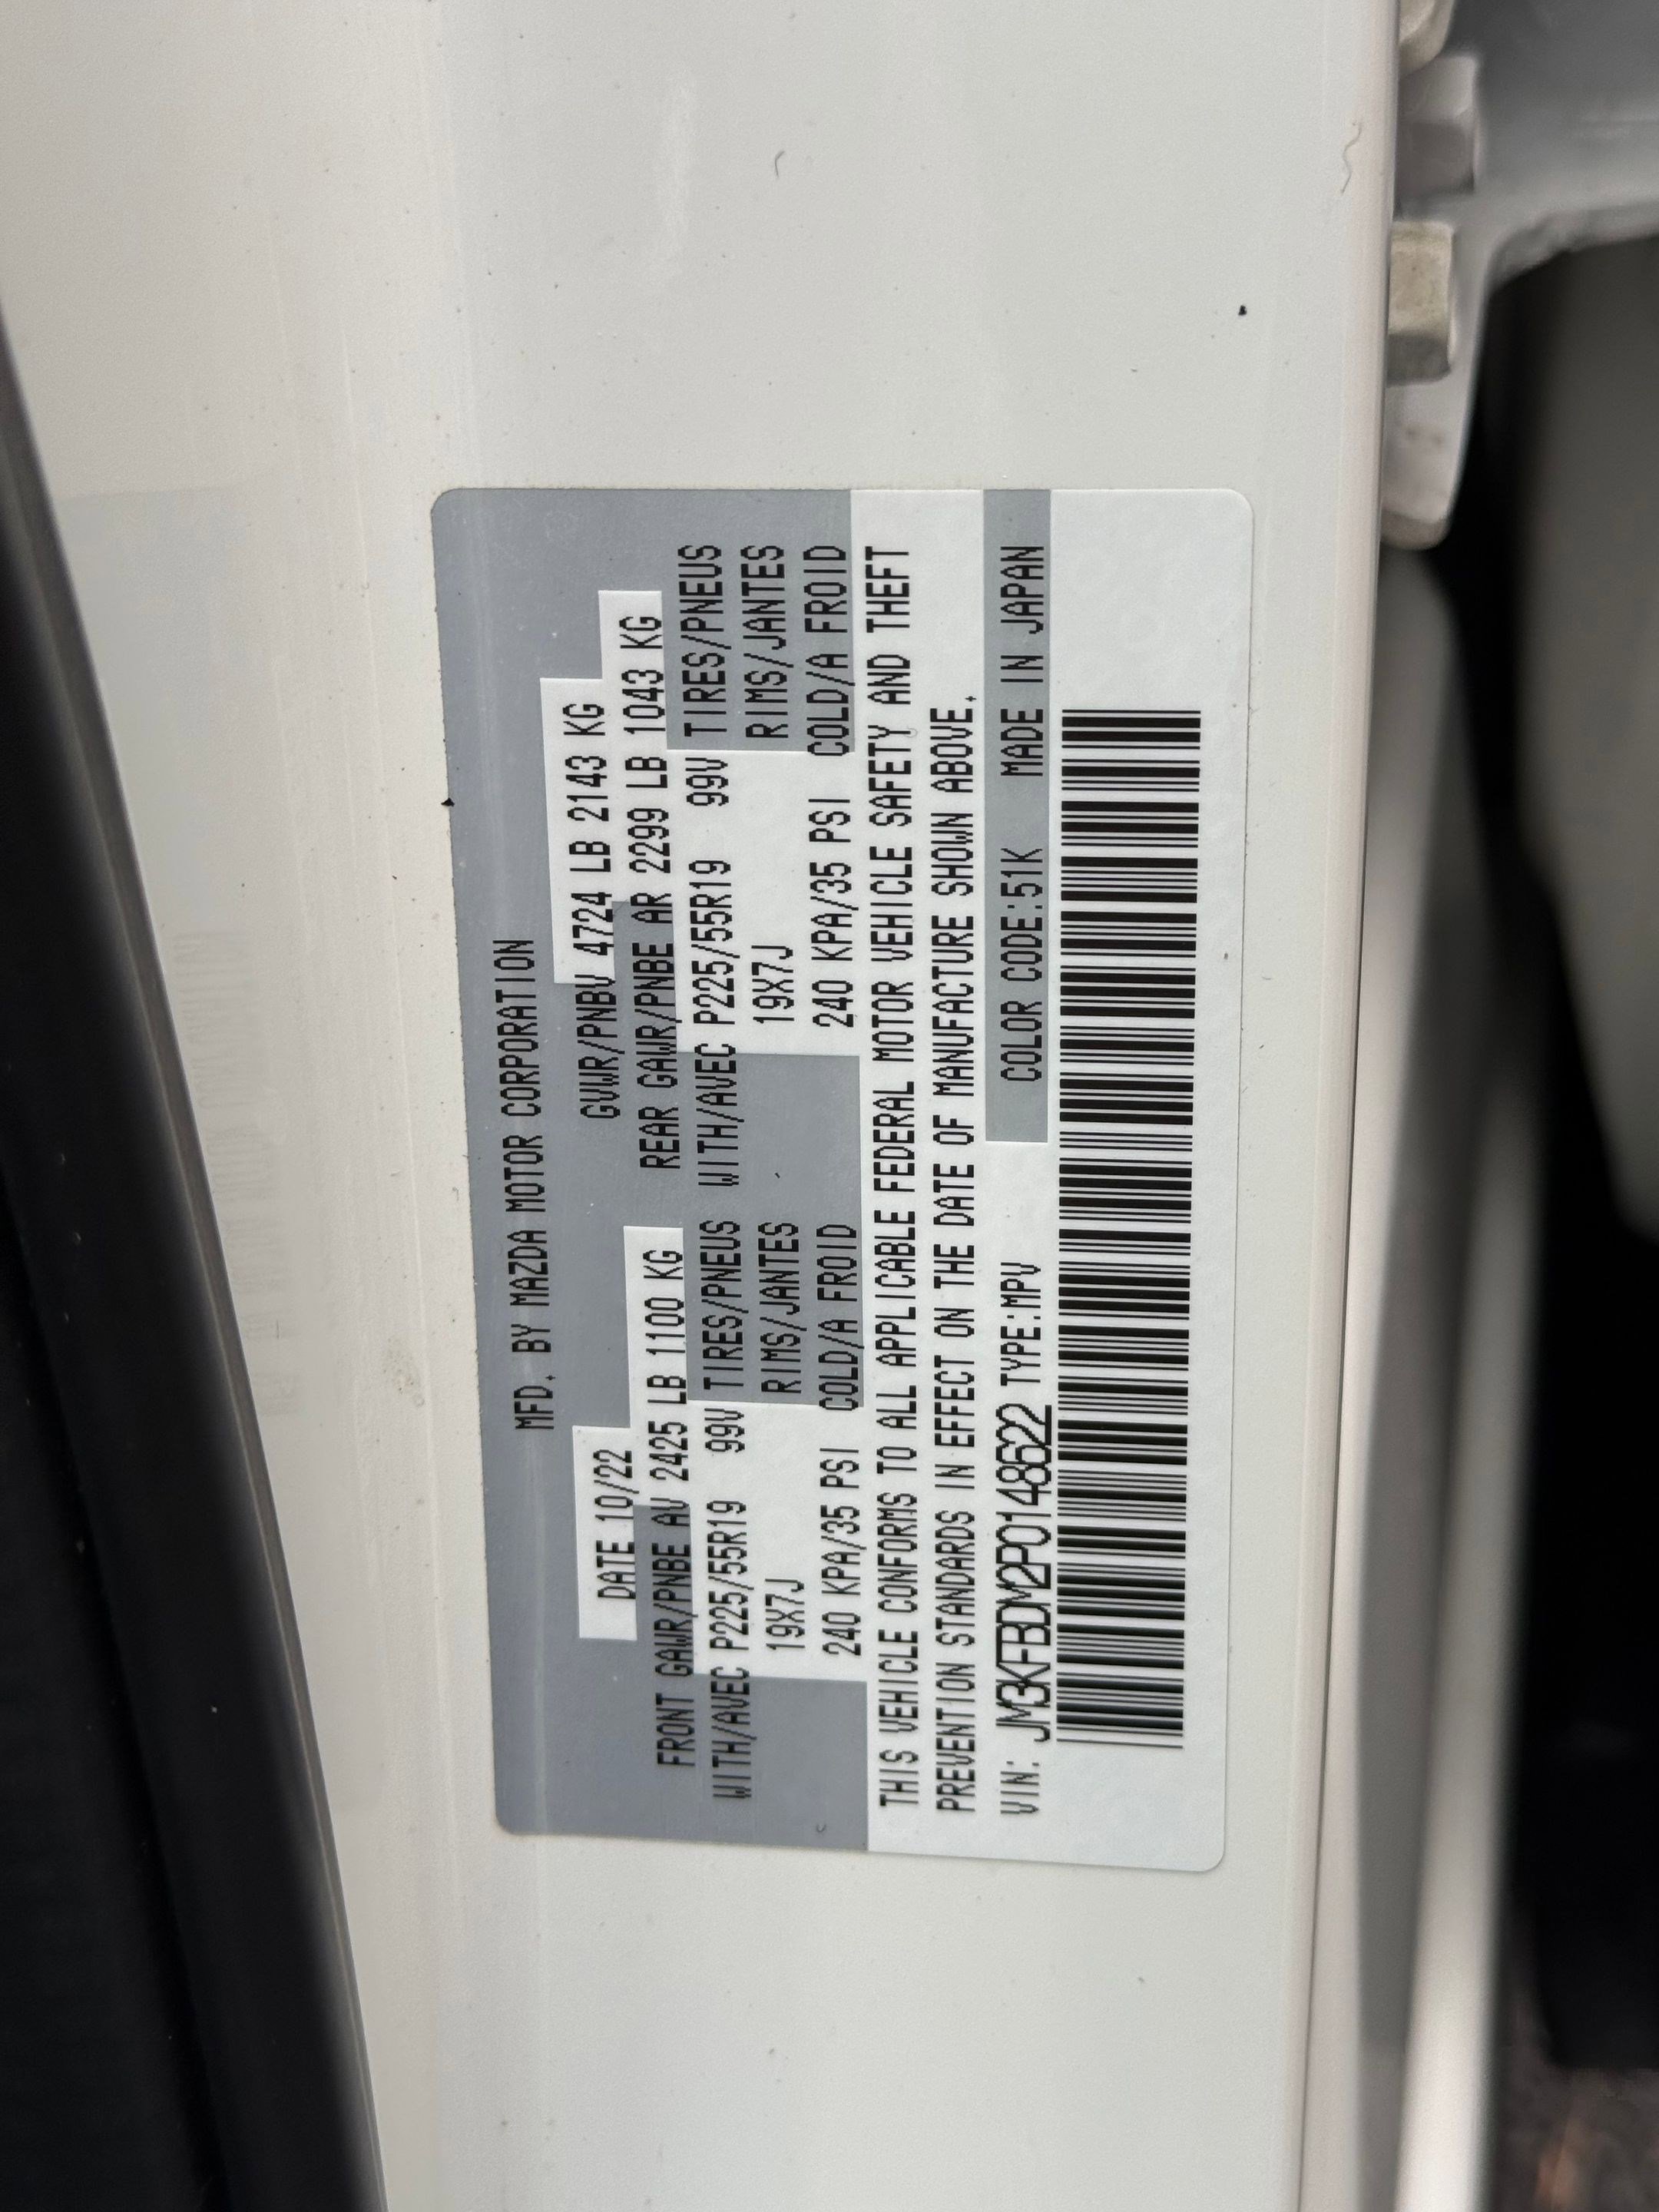 MFD. BY MAZDA MOTOR CORPORATION
DATE 10/22 GVWR/PNBV 4724 LB 2143 KG
FRONT GAWR/PNBE AV 2425 LB 1100 KG REAR GAWR/PNBE AR 2299 LB 1043 KG
WITH/AVEC P225/55R19 99V TIRES/PNEUS WITH/AVEC P225/55R19 99V TIRES/PNEUS
19X7J RIMS/JANTES 19X7J RIMS/JANTES
240 KPA/35 PSI COLD/A FROID 240 KPA/35 PSI COLD/A FROID
THIS VEHICLE CONFORMS TO ALL APPLICABLE FEDERAL MOTOR VEHICLE SAFETY AND THEFT
PREVENTION STANDARDS IN EFFECT ON THE DATE OF MANUFACTURE SHOWN ABOVE.
VIN: JM3KFBDM2P0148622 TYPE:MPV COLOR CODE:51K MADE IN JAPAN